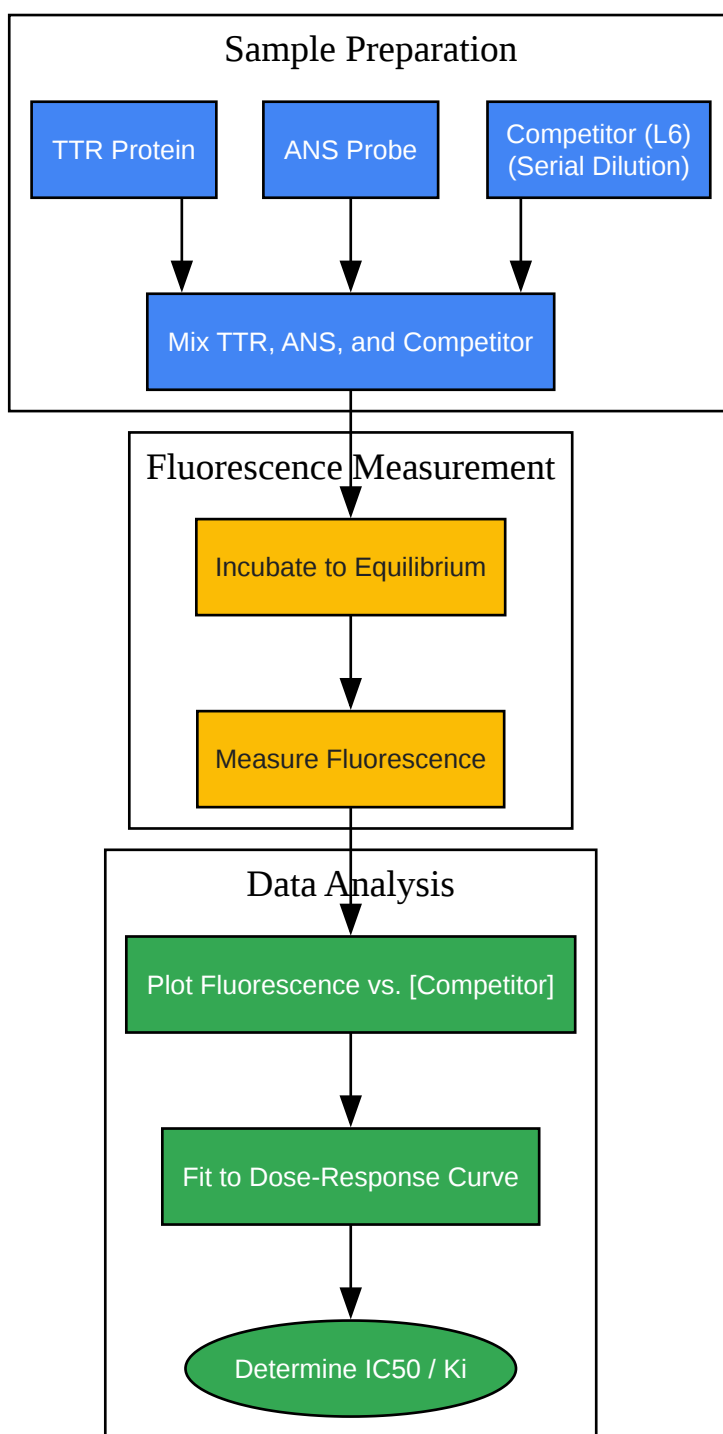 Sample Preparation
TTR Protein
ANS Probe
Competitor (L6)
(Serial Dilution)
Mix TTR, ANS, and Competitor
Fluorescence Measurement
Incubate to Equilibrium
Measure Fluorescence
Data Analysis
Plot Fluorescence vs. [Competitor]
Fit to Dose-Response Curve
Determine IC50 / Ki